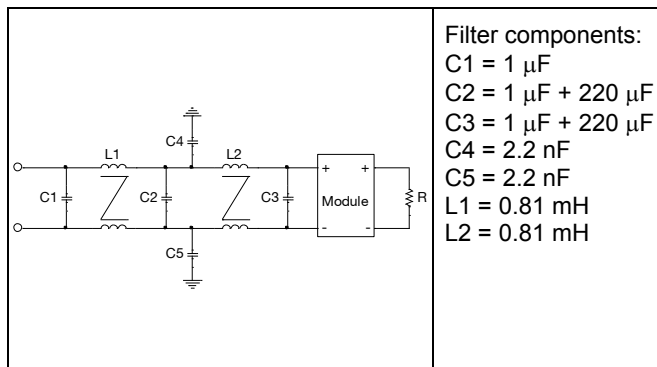 C4
L1
L2
C1
C2
C3
+
+
Module
-
-
R
C5
Filter components:
C1 = 1 μF
C2 = 1 μF + 220 μF
C3 = 1 μF + 220 μF
C4 = 2.2 nF
C5 = 2.2 nF
L1 = 0.81 mH
L2 = 0.81 mH